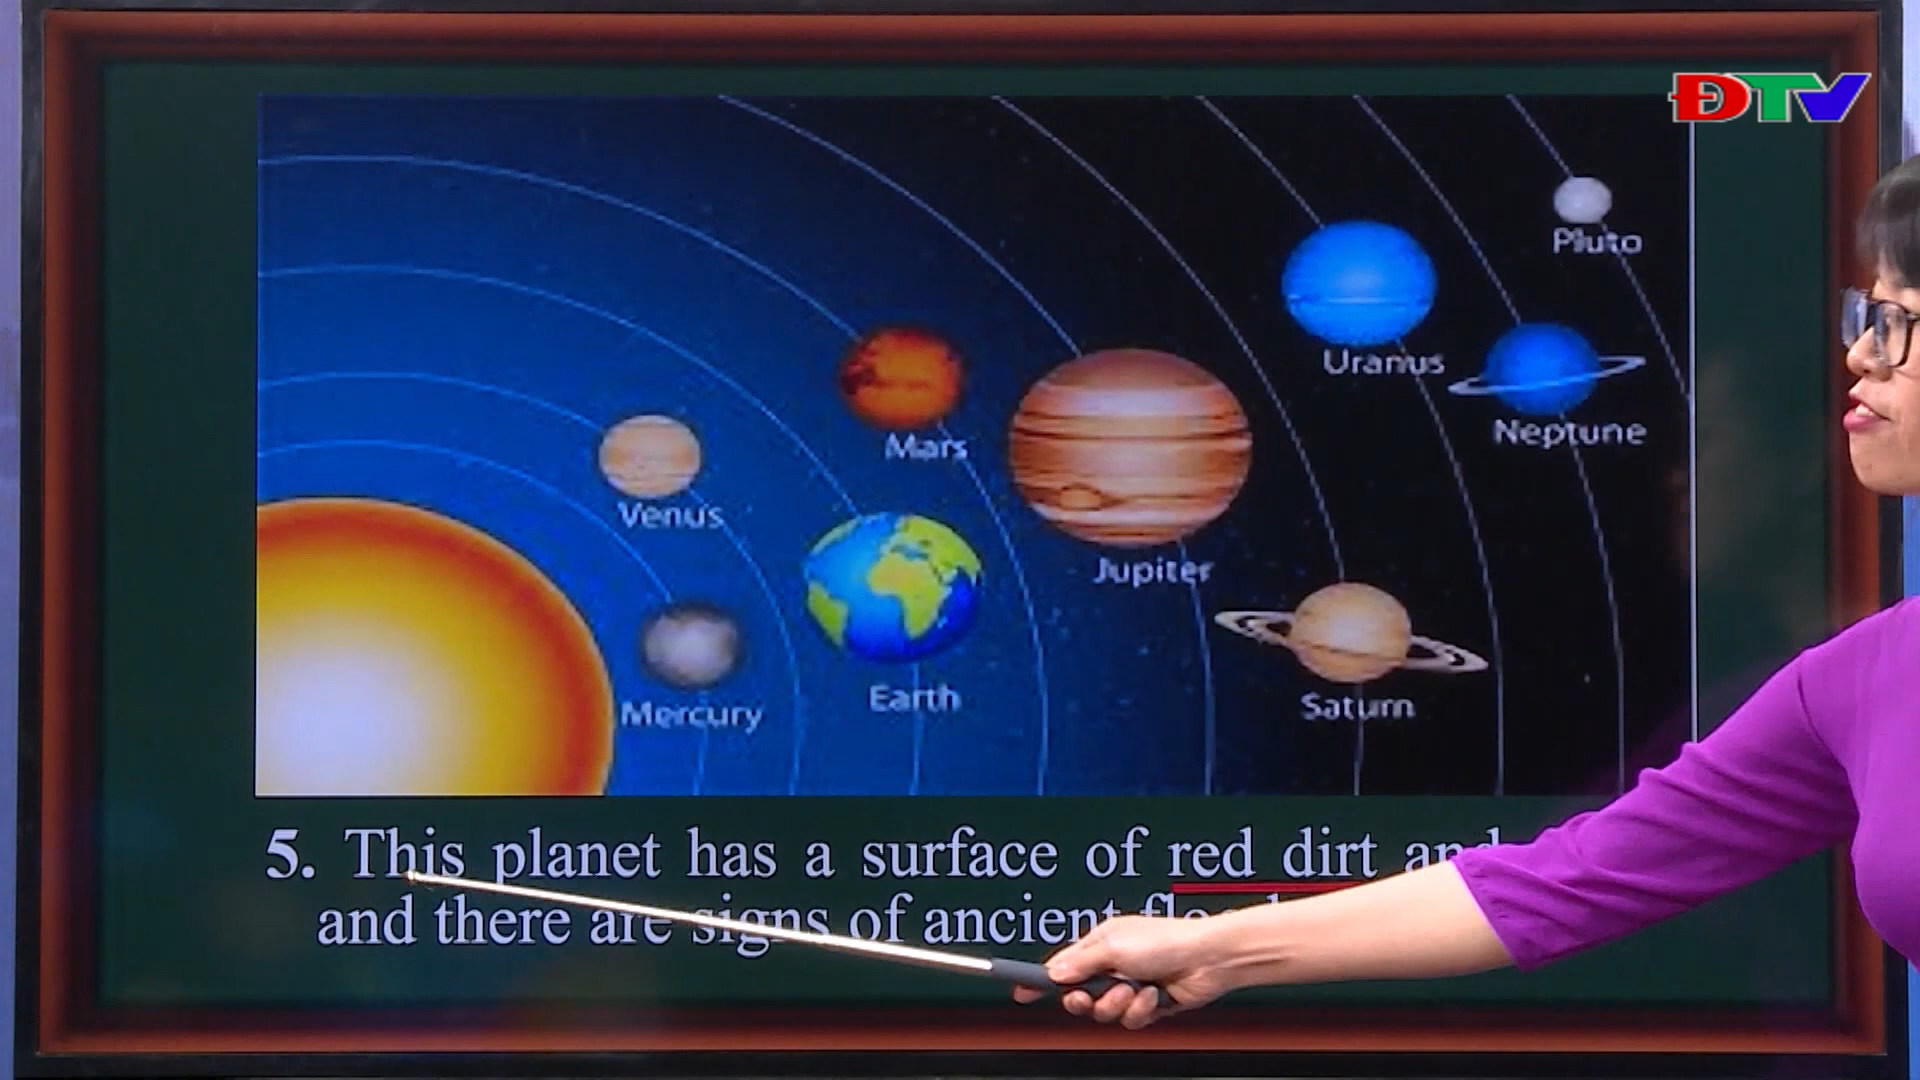 ĐTV
Pluto
Uranus
Neptune
Mars
Venus
Jupiter
Earth
Saturn
Mercury
5. This planet has a surface of red dirt and
and there are signs of ancient